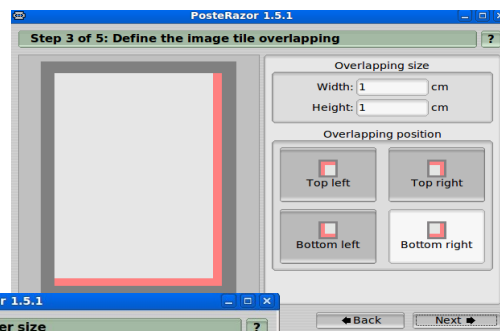 PosteRazor 1.5.1
Step 3 of 5: Define the image tile overlapping
?
Overlapping size
Width: 1 cm
Height: 1 cm
Overlapping position
Top left
Top right
Bottom left
Bottom right
r 1.5.1
er size
?
Back
Next